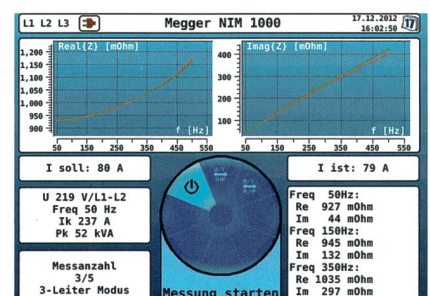 L1 L2 L3
Megger NIM 1000
17.12.2012
16:02:50
17
Real{Z} [mOhm]
1,200
1,150
1,100
1,050
1,000
950
900
f [Hz]
50 150 250 350 450 550
Imag{Z} [mOhm]
400
300
200
100
f [Hz]
50 150 250 350 450 550
I soll: 80 A
I ist: 79 A
U 219 V/L1-L2
Freq 50 Hz
Ik 237 A
Pk 52 kVA
Messanzahl
3/5
3-Leiter Modus
Messung starten
Freq 50Hz:
Re 927 mOhm
Im 44 mOhm
Freq 150Hz:
Re 945 mOhm
Im 132 mOhm
Freq 350Hz:
Re 1035 mOhm
Im 297 mOhm